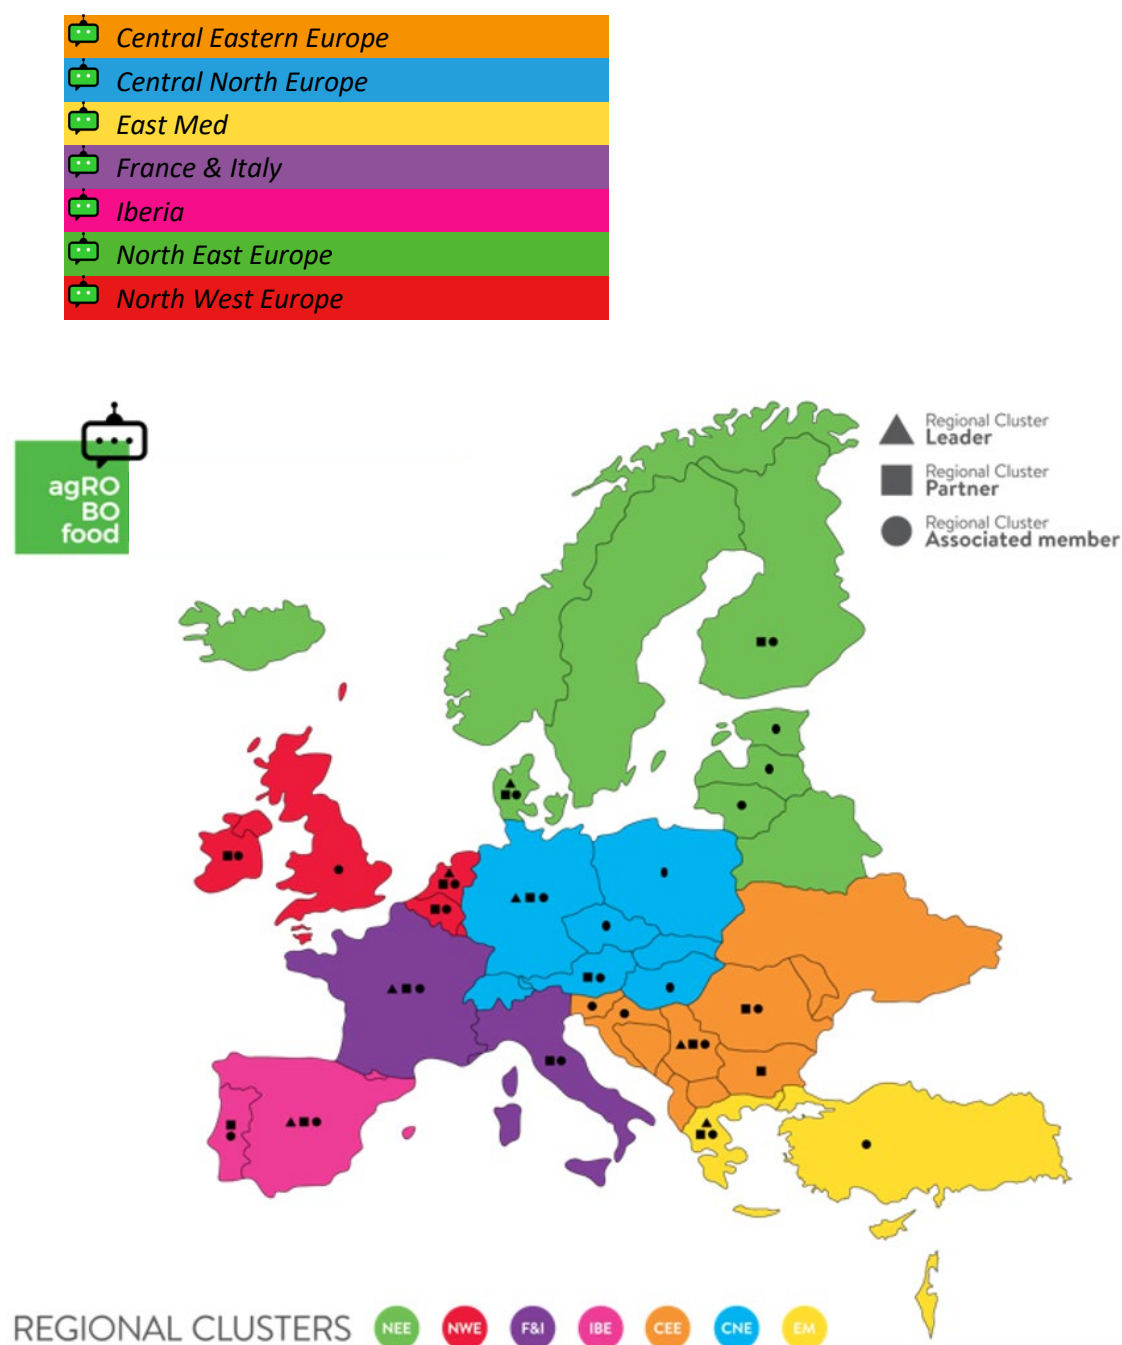 Central Eastern Europe
Central North Europe
East Med
France & Italy
Iberia
North East Europe
North West Europe
agRO
BO
food
Regional Cluster
Leader
Regional Cluster
Partner
Regional Cluster
Associated member
REGIONAL CLUSTERS NEE NWE F&I IBE CEE CNE EM